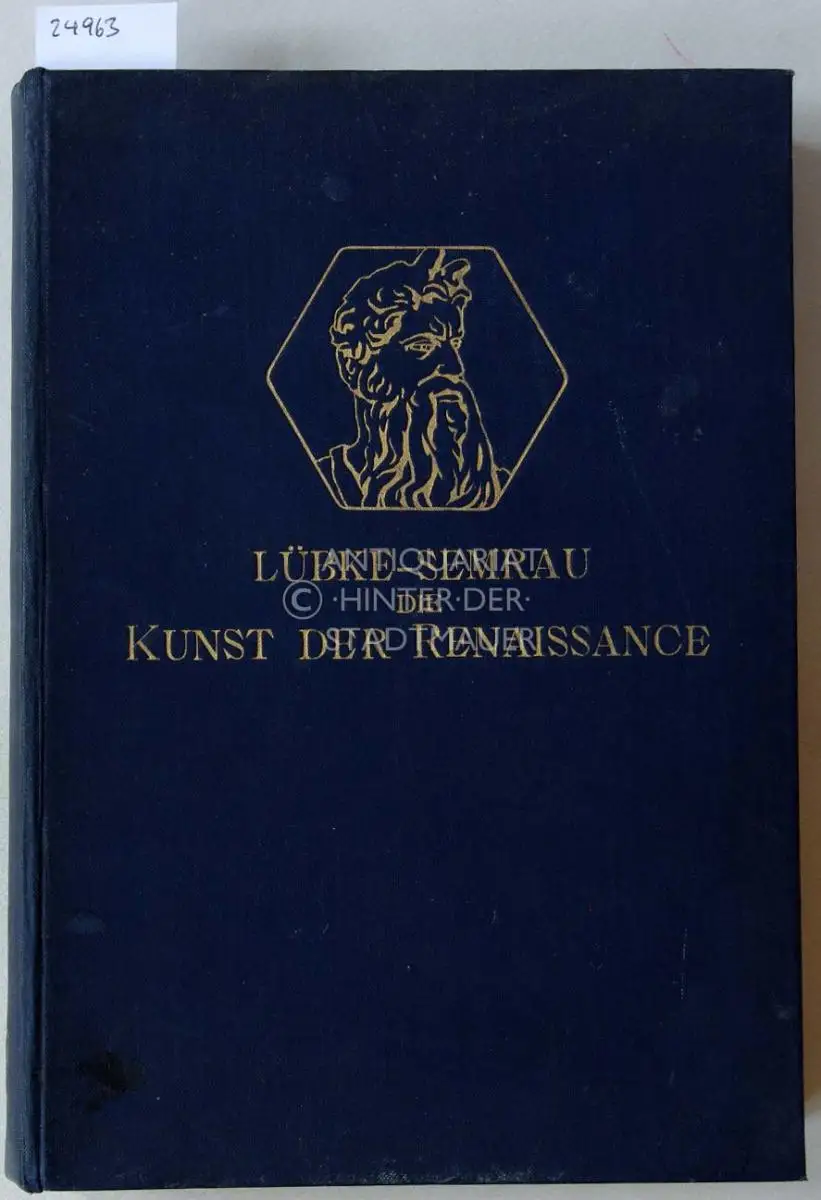 24963
LÜBKE-SEMRAU
DIE
KUNST DER RENAISSANCE
ANTIQUARIAT
© ·HINTER·DER·
STADTMAUER